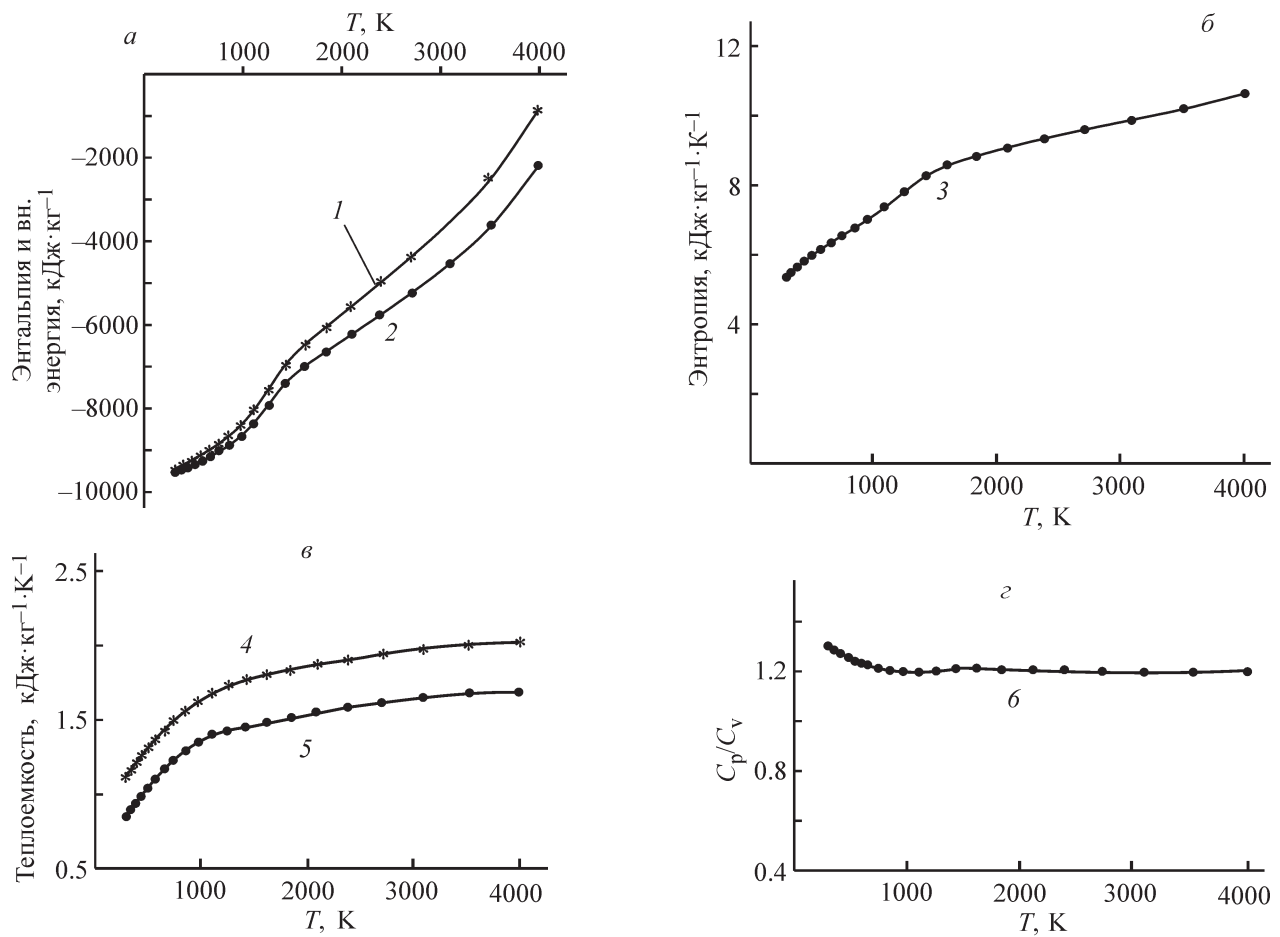 а
T, K
1000 2000 3000 4000
Энтальпия и вн.
энергия, кДж·кг–1
–2000
–4000
–6000
–8000
–10000
1
2
б
Энтропия, кДж·кг–1·К–1
12
8
4
3
1000 2000 3000 4000
T, K
в
Теплоемкость, кДж·кг–1·K–1
2.5
1.5
0.5
4
5
1000 2000 3000 4000
T, K
г
Cp/Cv
1.2
0.8
0.4
6
1000 2000 3000 4000
T, K